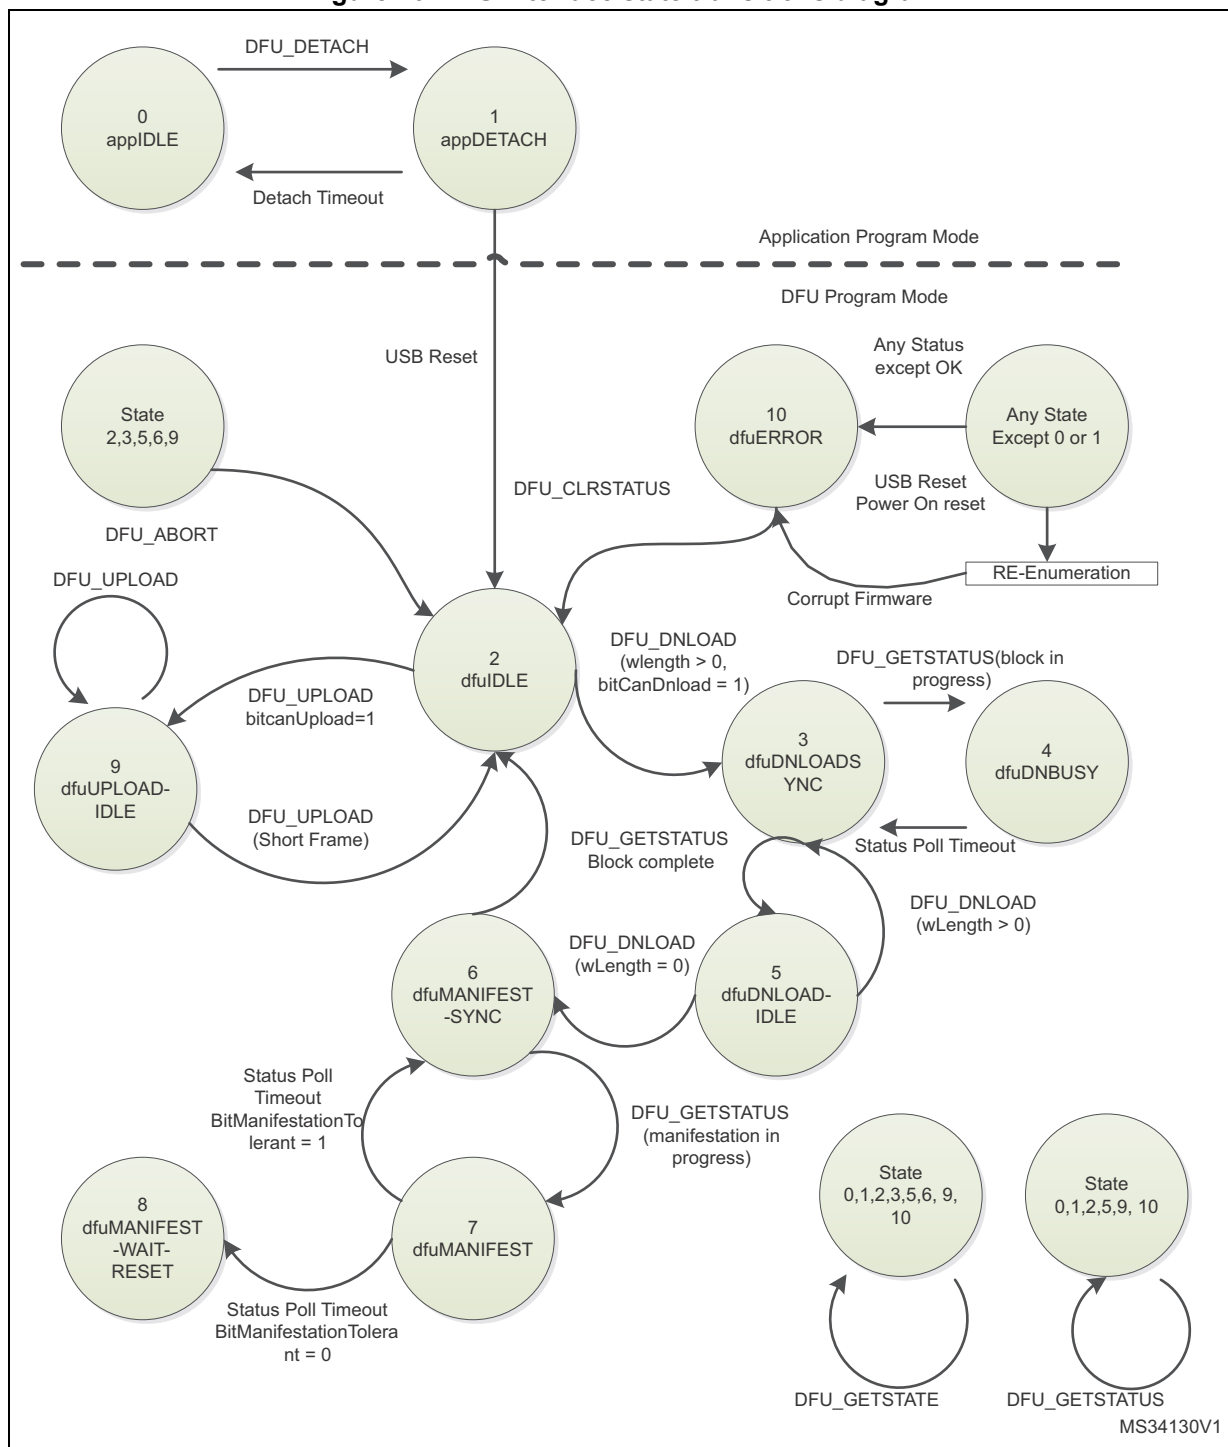 DFU_DETACH
0
appIDLE
1
appDETACH
Detach Timeout
Application Program Mode
DFU Program Mode
USB Reset
Any Status
except OK
State
2,3,5,6,9
10
dfuERROR
Any State
Except 0 or 1
USB Reset
Power On reset
DFU_CLRSTATUS
DFU_ABORT
RE-Enumeration
Corrupt Firmware
DFU_UPLOAD
2
dfuIDLE
DFU_DNLOAD
(wlength > 0,
bitCanDnload = 1)
DFU_GETSTATUS(block in
progress)
DFU_UPLOAD
bitcanUpload=1
3
dfuDNLOADS
YNC
4
dfuDNBUSY
9
dfuUPLOAD-
IDLE
DFU_UPLOAD
(Short Frame)
DFU_GETSTATUS
Block complete
Status Poll Timeout
DFU_DNLOAD
(wLength > 0)
DFU_DNLOAD
(wLength = 0)
6
dfuMANIFEST
-SYNC
5
dfuDNLOAD-
IDLE
Status Poll
Timeout
BitManifestationTo
lerant = 1
DFU_GETSTATUS
(manifestation in
progress)
State
0,1,2,3,5,6, 9,
10
State
0,1,2,5,9, 10
8
dfuMANIFEST
-WAIT-
RESET
7
dfuMANIFEST
Status Poll Timeout
BitManifestationTolera
nt = 0
DFU_GETSTATE
DFU_GETSTATUS
MS34130V1